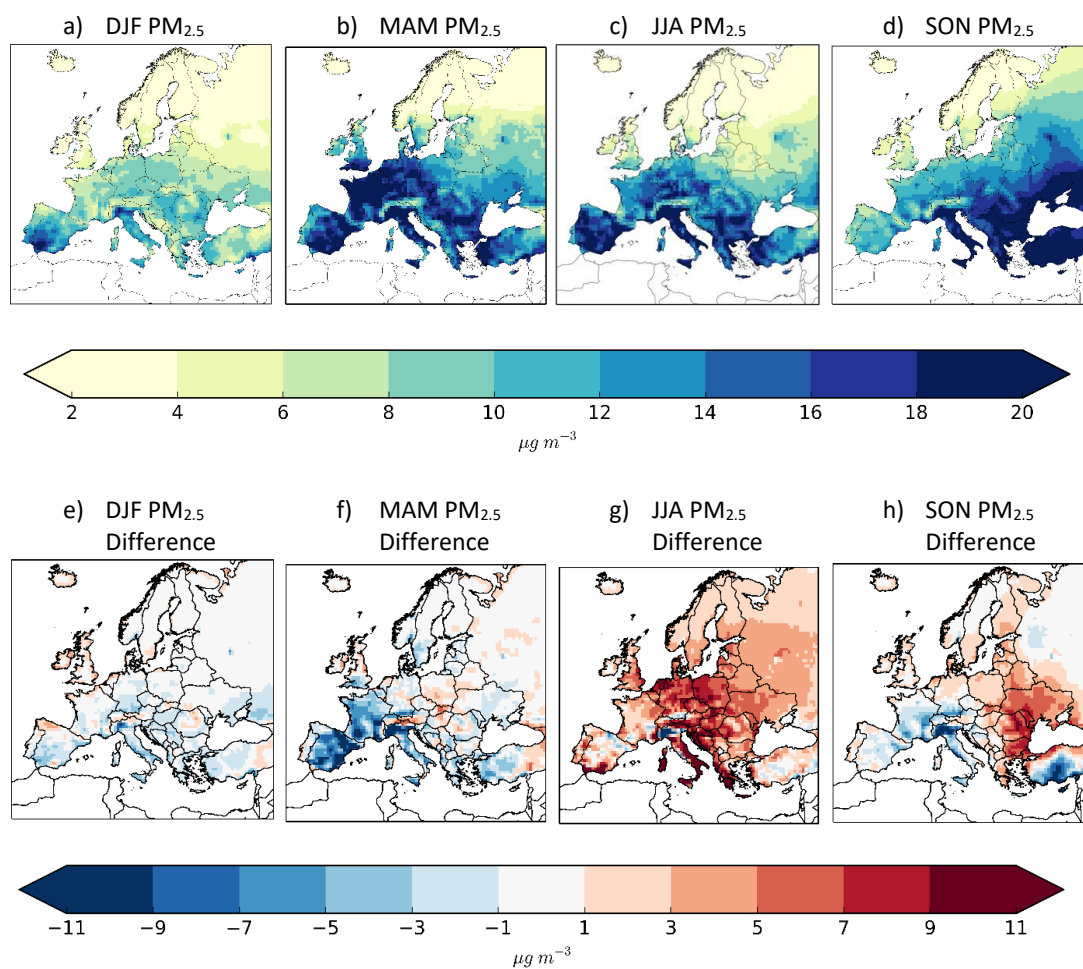 a) DJF PM2.5
b) MAM PM2.5
c) JJA PM2.5
d) SON PM2.5
2 4 6 8 10 12 14 16 18 20
μg m−3
e) DJF PM2.5
Difference
f) MAM PM2.5
Difference
g) JJA PM2.5
Difference
h) SON PM2.5
Difference
−11 −9 −7 −5 −3 −1 1 3 5 7 9 11
μg m−3